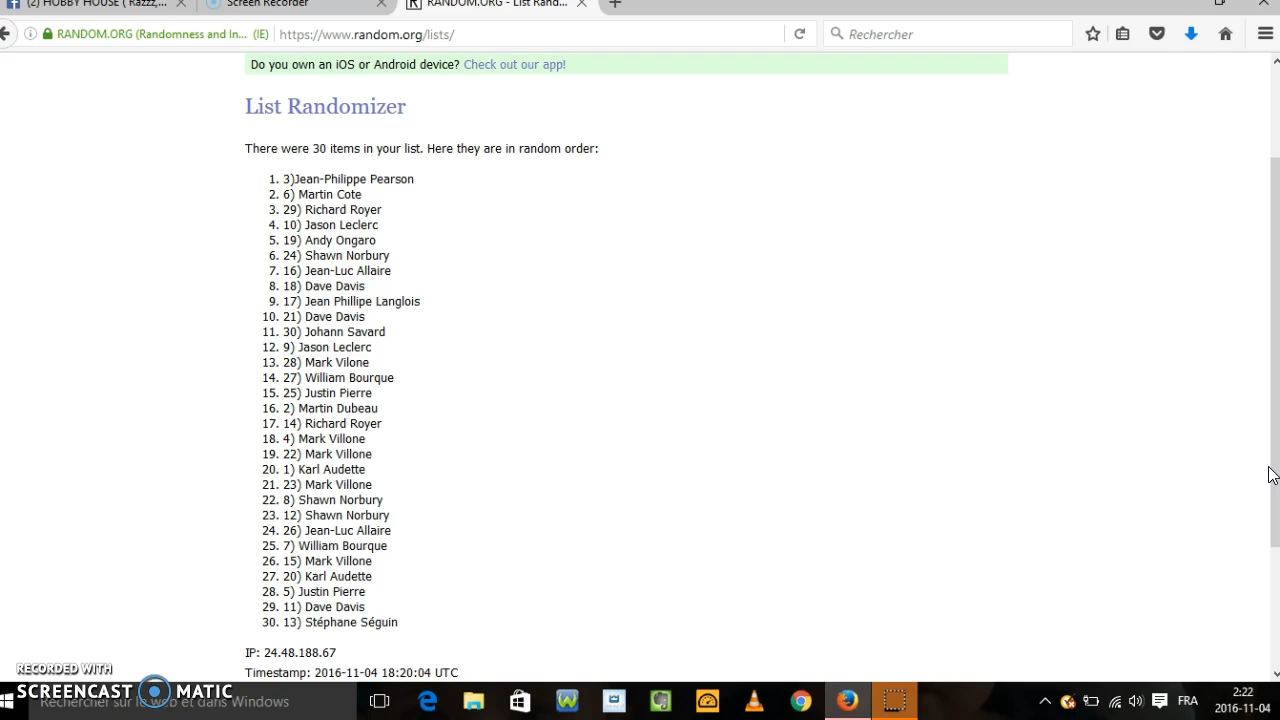 (2) HOBBY HOUSE ( Razzz,... × Screen Recorder × RANDOM.ORG - List Rand... × +
RANDOM.ORG (Randomness and In... (IE) https://www.random.org/lists/ Rechercher
Do you own an iOS or Android device? Check out our app!
List Randomizer
There were 30 items in your list. Here they are in random order:
1. 3)Jean-Philippe Pearson
2. 6) Martin Cote
3. 29) Richard Royer
4. 10) Jason Leclerc
5. 19) Andy Ongaro
6. 24) Shawn Norbury
7. 16) Jean-Luc Allaire
8. 18) Dave Davis
9. 17) Jean Phillipe Langlois
10. 21) Dave Davis
11. 30) Johann Savard
12. 9) Jason Leclerc
13. 28) Mark Vilone
14. 27) William Bourque
15. 25) Justin Pierre
16. 2) Martin Dubeau
17. 14) Richard Royer
18. 4) Mark Villone
19. 22) Mark Villone
20. 1) Karl Audette
21. 23) Mark Villone
22. 8) Shawn Norbury
23. 12) Shawn Norbury
24. 26) Jean-Luc Allaire
25. 7) William Bourque
26. 15) Mark Villone
27. 20) Karl Audette
28. 5) Justin Pierre
29. 11) Dave Davis
30. 13) Stéphane Séguin
IP: 24.48.188.67
Timestamp: 2016-11-04 18:20:04 UTC
RECORDED WITH
SCREENCAST MATIC
Rechercher sur le web et dans Windows
FRA 2:22
2016-11-04